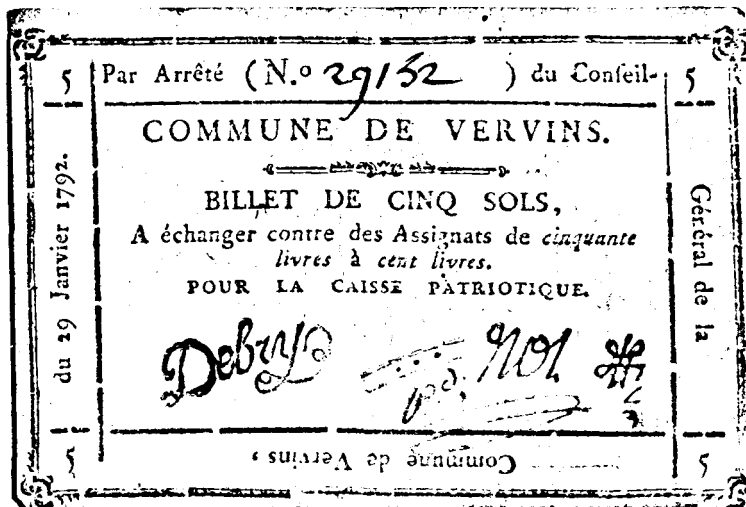 5 Par Arrêté (N.o 29152 ) du Conseil- 5
Général de la
Commune de Vervins,
du 29 Janvier 1792.
COMMUNE DE VERVINS.
BILLET DE CINQ SOLS,
A échanger contre des Assignats de cinquante
livres à cent livres.
POUR LA CAISSE PATRIOTIQUE.
Debry
5 5